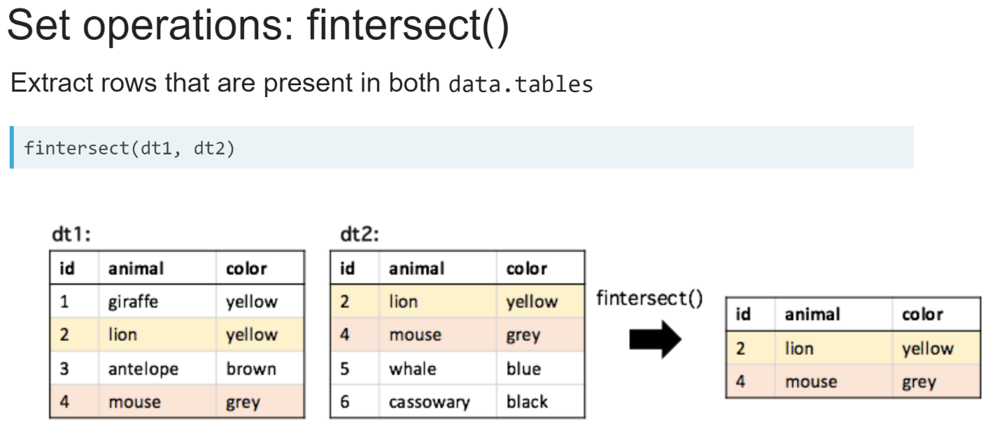 Set operations: fintersect()
Extract rows that are present in both data.tables
fintersect(dt1, dt2)
dt1:
id animal color
1 giraffe yellow
2 lion yellow
3 antelope brown
4 mouse grey
dt2:
id animal color
2 lion yellow
4 mouse grey
5 whale blue
6 cassowary black
fintersect()
id animal color
2 lion yellow
4 mouse grey